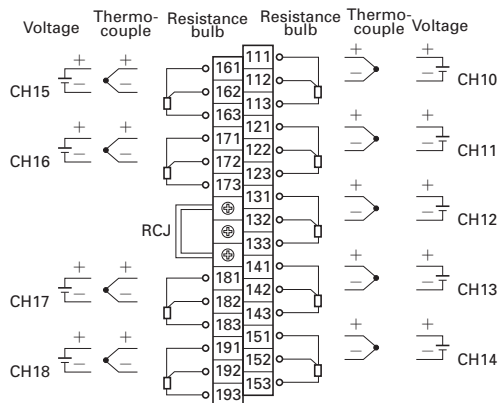 Voltage Thermo-couple Resistance bulb Resistance bulb Thermo-couple Voltage
CH15 + − + − 161 162 163
111 112 113 + − + − CH10
CH16 + − + − 171 172 173
121 122 123 + − + − CH11
RCJ
131 132 133 + − + − CH12
CH17 + − + − 181 182 183
141 142 143 + − + − CH13
CH18 + − + − 191 192 193
151 152 153 + − + − CH14